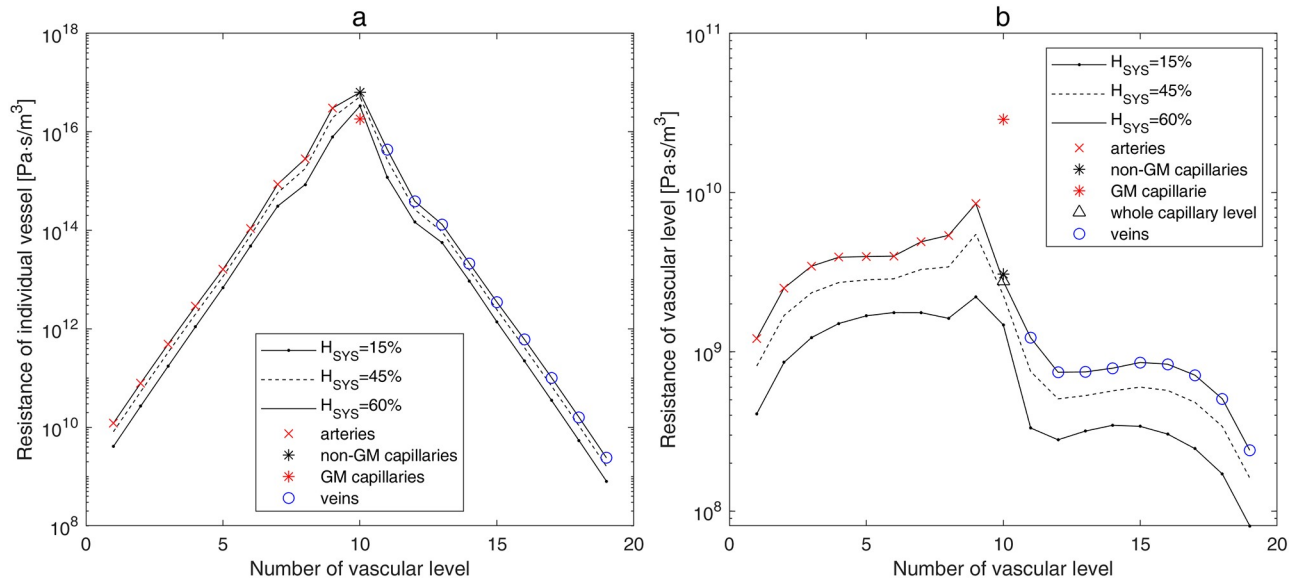 a
10^18
10^16
10^14
10^12
10^10
10^8
Resistance of individual vessel [Pa·s/m^3]
H_SYS=15%
H_SYS=45%
H_SYS=60%
arteries
non-GM capillaries
GM capillaries
veins
0 5 10 15 20
Number of vascular level
b
10^11
10^10
10^9
10^8
Resistance of vascular level [Pa·s/m^3]
H_SYS=15%
H_SYS=45%
H_SYS=60%
arteries
non-GM capillaries
GM capillarie
whole capillary level
veins
0 5 10 15 20
Number of vascular level